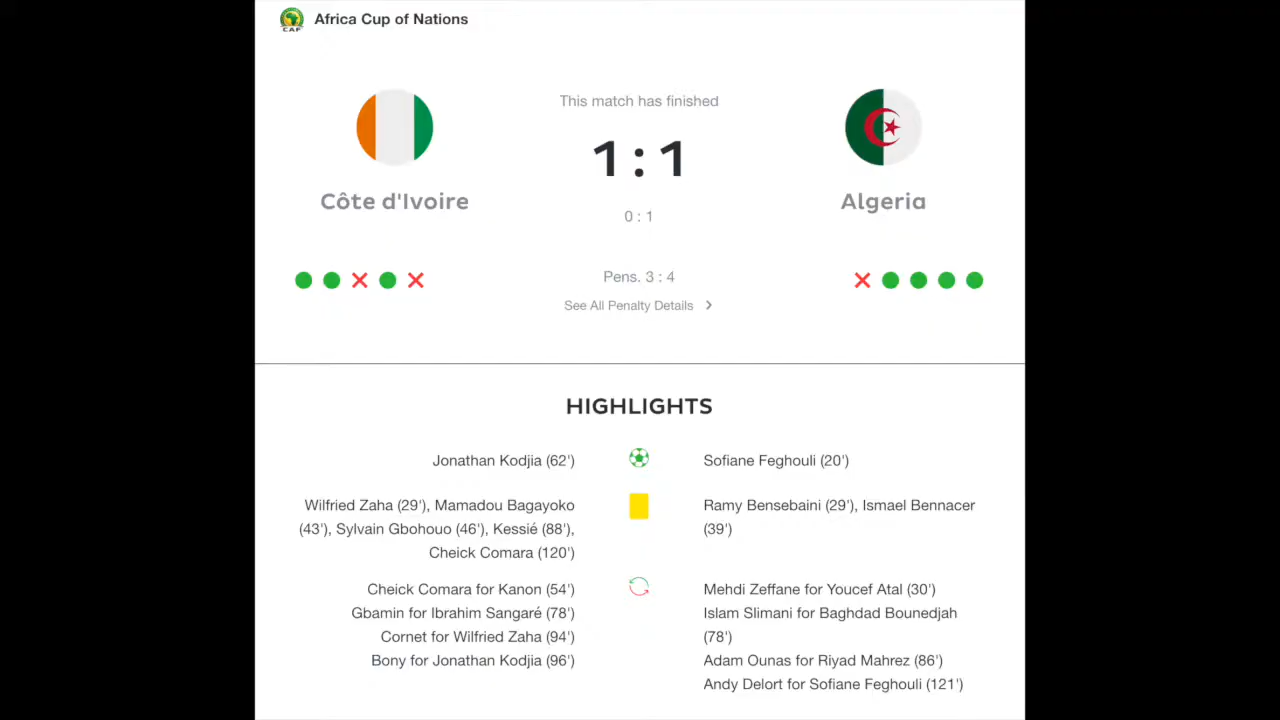 CAF
Africa Cup of Nations
This match has finished
1 : 1
Côte d'Ivoire
Algeria
0 : 1
Pens. 3 : 4
See All Penalty Details
HIGHLIGHTS
Jonathan Kodjia (62')
Sofiane Feghouli (20')
Wilfried Zaha (29'), Mamadou Bagayoko
(43'), Sylvain Gbohouo (46'), Kessié (88'),
Cheick Comara (120')
Ramy Bensebaini (29'), Ismael Bennacer
(39')
Cheick Comara for Kanon (54')
Gbamin for Ibrahim Sangaré (78')
Cornet for Wilfried Zaha (94')
Bony for Jonathan Kodjia (96')
Mehdi Zeffane for Youcef Atal (30')
Islam Slimani for Baghdad Bounedjah
(78')
Adam Ounas for Riyad Mahrez (86')
Andy Delort for Sofiane Feghouli (121')